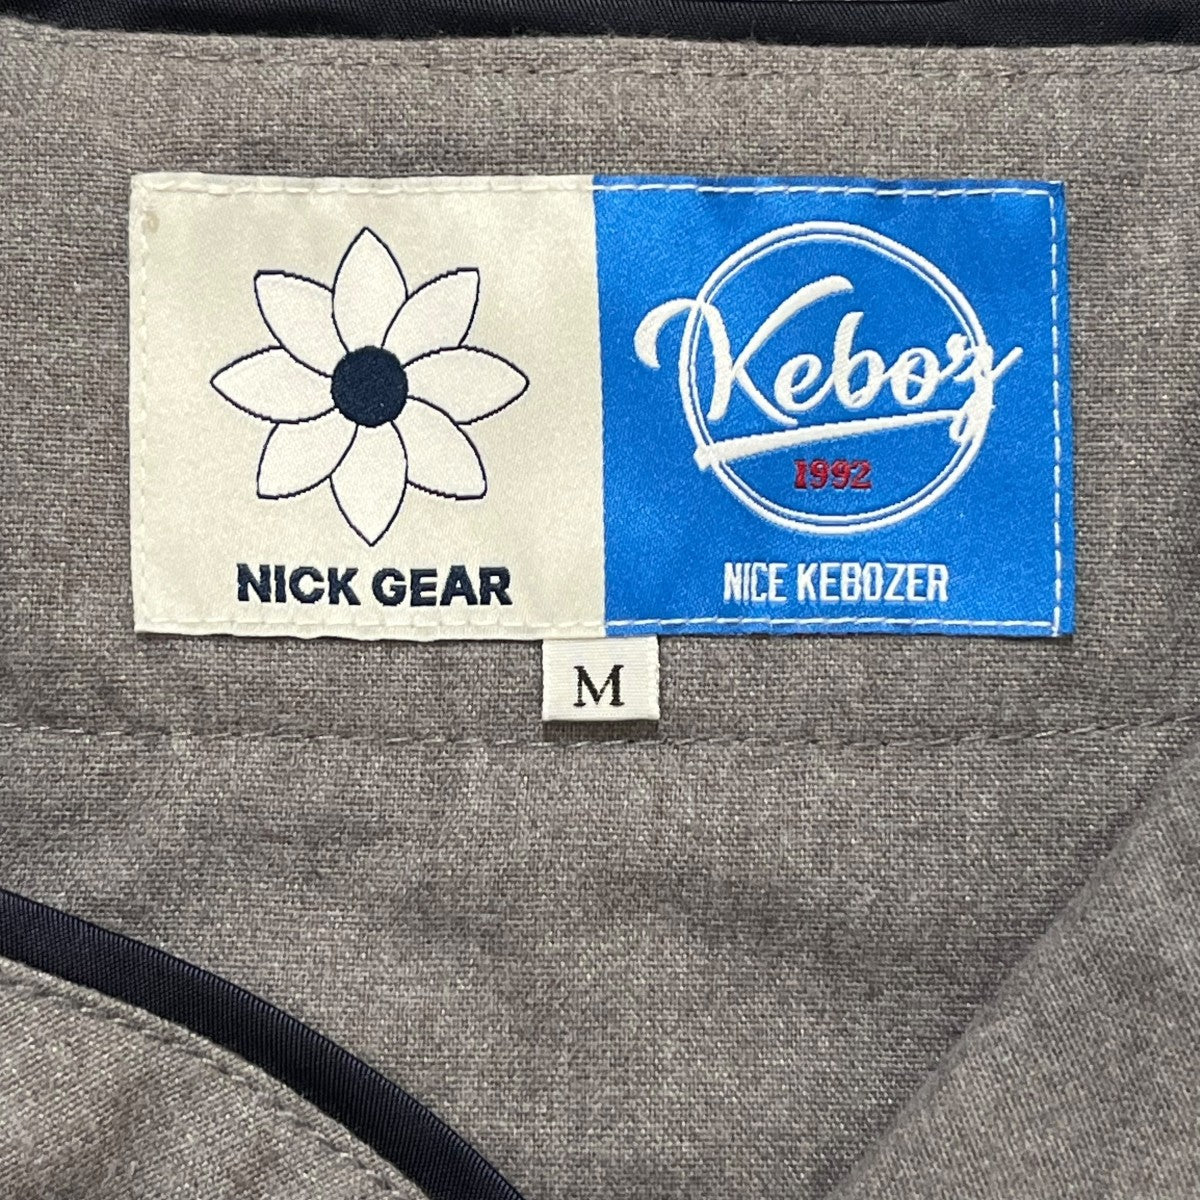 NICK GEAR
Keboz
1992
NICE KEBOZER
M